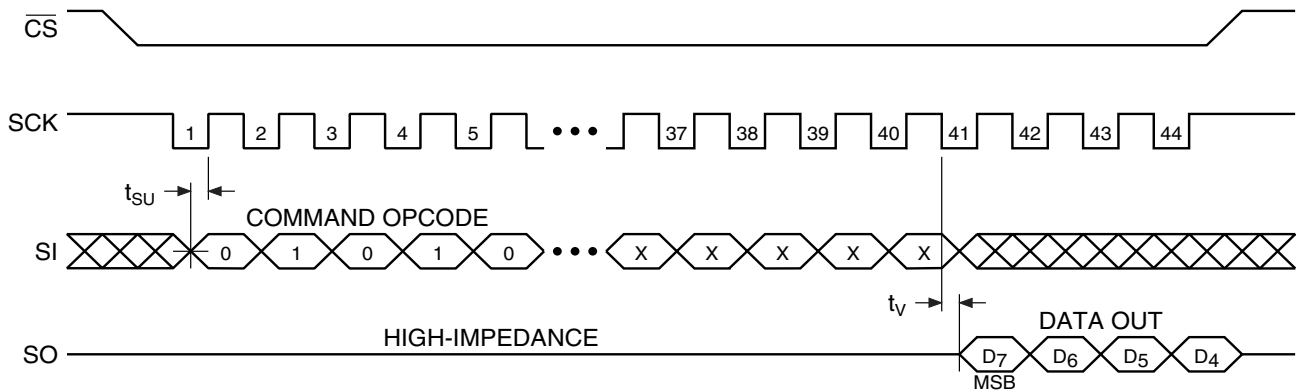 CS
SCK 1 2 3 4 5 ••• 37 38 39 40 41 42 43 44
tSU
COMMAND OPCODE
SI 0 1 0 1 0 ••• X X X X X
tV
HIGH-IMPEDANCE
DATA OUT
SO D7 D6 D5 D4
MSB